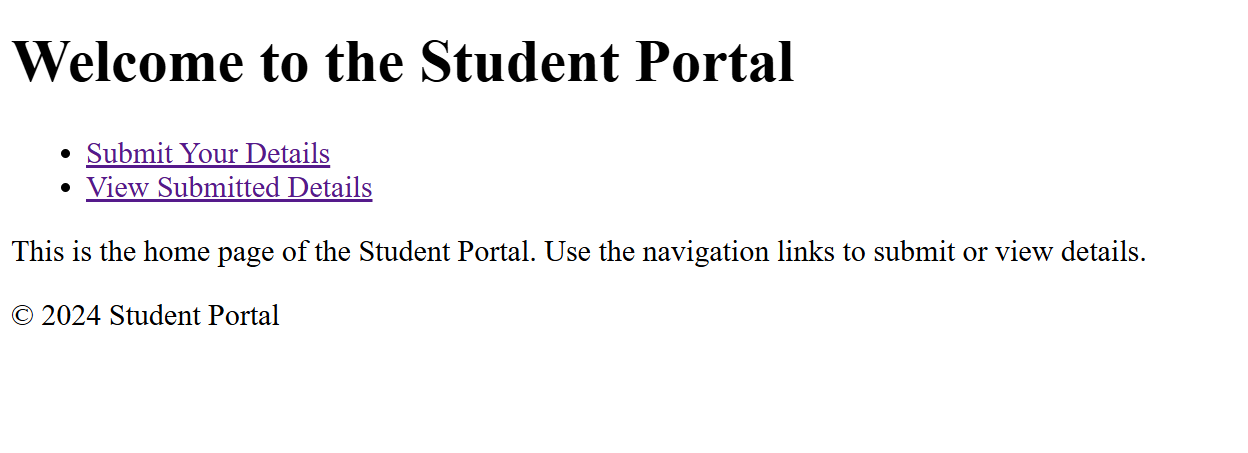 Welcome to the Student Portal
Submit Your Details
View Submitted Details
This is the home page of the Student Portal. Use the navigation links to submit or view details.
© 2024 Student Portal